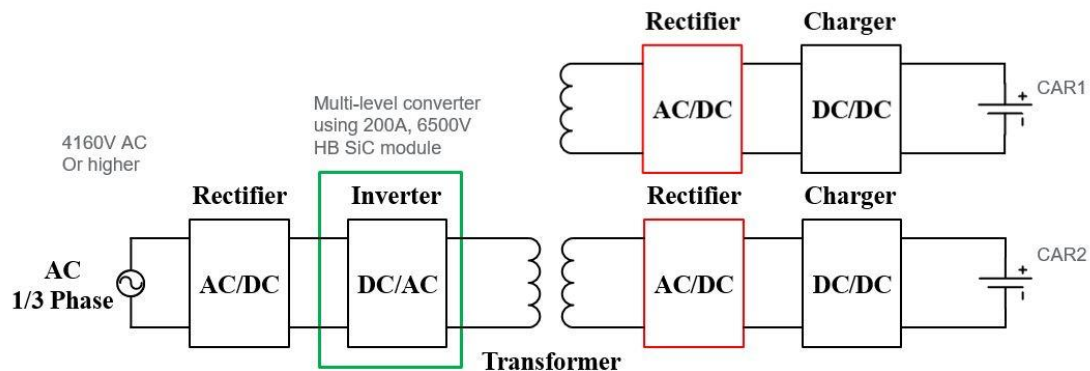 Rectifier
Charger
AC/DC
DC/DC
+
CAR1
Multi-level converter
using 200A, 6500V
HB SiC module
4160V AC
Or higher
Rectifier
Inverter
Rectifier
Charger
AC
1/3 Phase
AC/DC
DC/AC
AC/DC
DC/DC
+
CAR2
Transformer